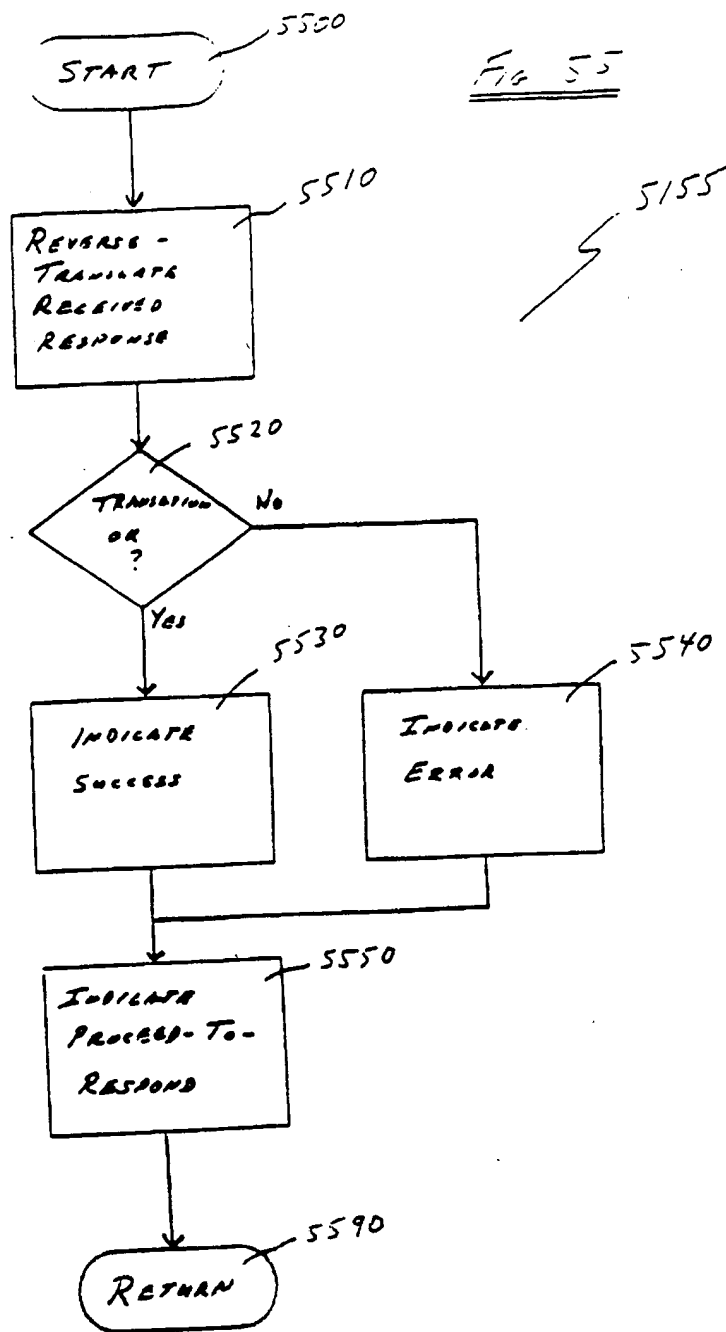 5500
START
FIG 55
5510
5155
REVERSE-
TRANSLATE
RECEIVED
RESPONSE
5520
TRANSLATION
OK
?
NO
YES
5530
5540
INDICATE
SUCCESS
INDICATE
ERROR
5550
INDICATE
PROCEED-TO-
RESPOND
5590
RETURN